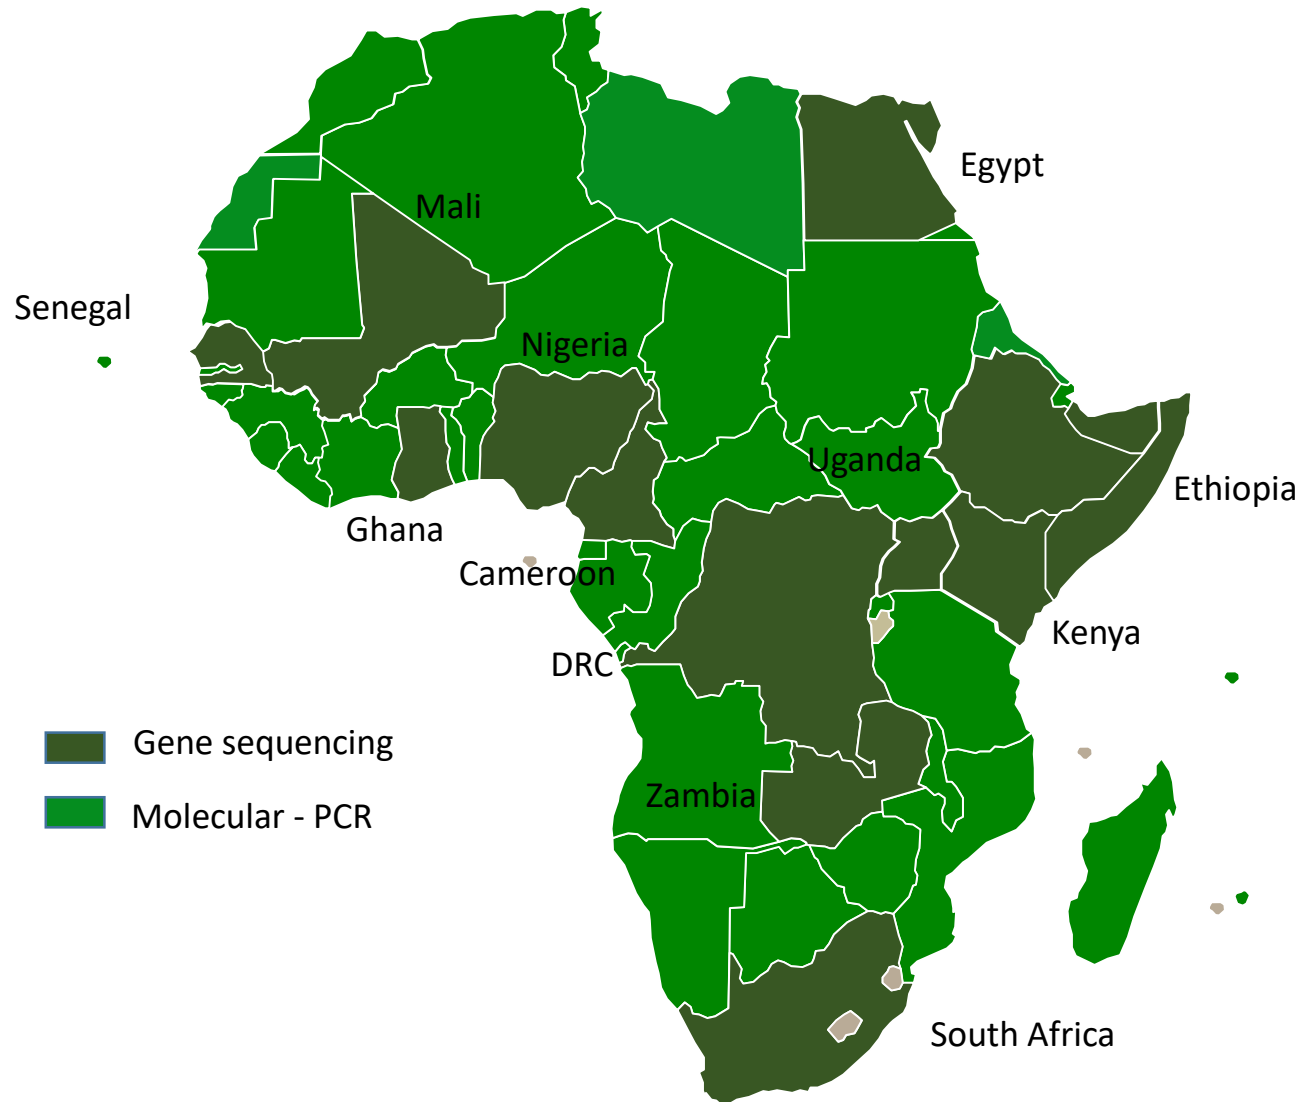 Egypt
Mali
Senegal
Nigeria
Uganda
Ethiopia
Ghana
Cameroon
Kenya
DRC
Gene sequencing
Zambia
Molecular - PCR
South Africa